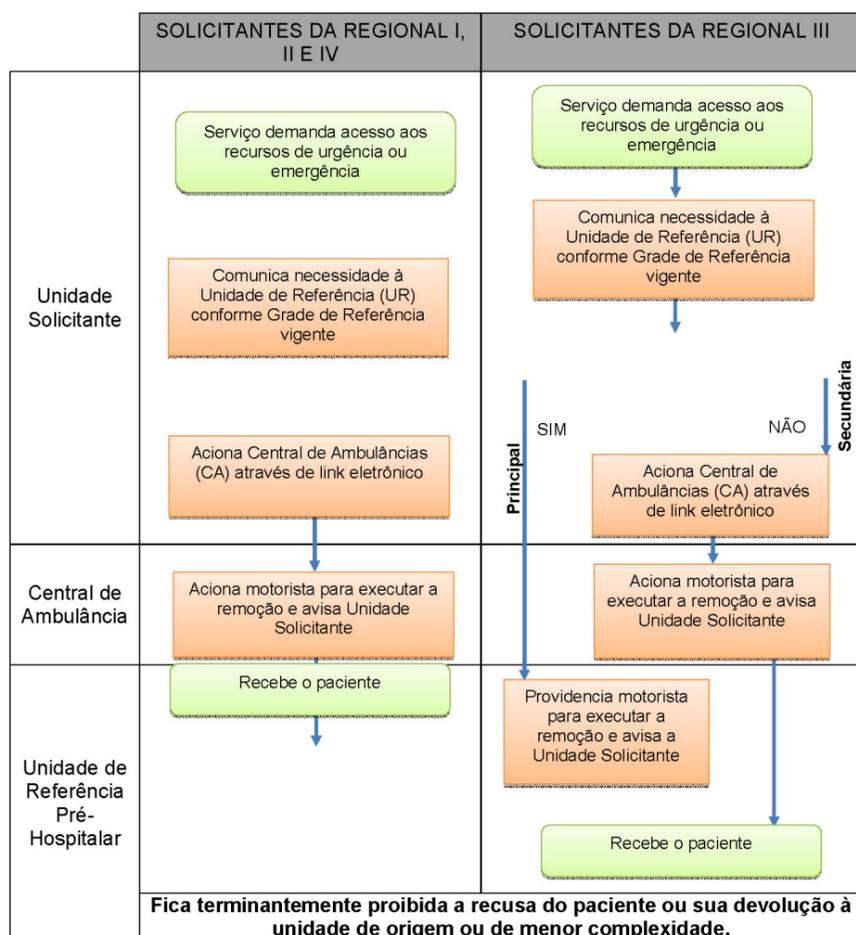 SOLICITANTES DA REGIONAL I,
II E IV
SOLICITANTES DA REGIONAL III
Unidade
Solicitante
Serviço demanda acesso aos
recursos de urgência ou
emergência
Comunica necessidade à
Unidade de Referência (UR)
conforme Grade de Referência
vigente
Aciona Central de Ambulâncias
(CA) através de link eletrônico
Serviço demanda acesso aos
recursos de urgência ou
emergência
Comunica necessidade à
Unidade de Referência (UR)
conforme Grade de Referência
vigente
Principal
SIM
NÃO
Secundária
Aciona Central de
Ambulâncias (CA) através
de link eletrônico
Central de
Ambulância
Aciona motorista para executar a
remoção e avisa Unidade
Solicitante
Aciona motorista para
executar a remoção e avisa
Unidade Solicitante
Unidade de
Referência
Pré-
Hospitalar
Recebe o paciente
Providencia motorista
para executar a
remoção e avisa a
Unidade Solicitante
Recebe o paciente
Fica terminantemente proibida a recusa do paciente ou sua devolução à
unidade de origem ou de menor complexidade.